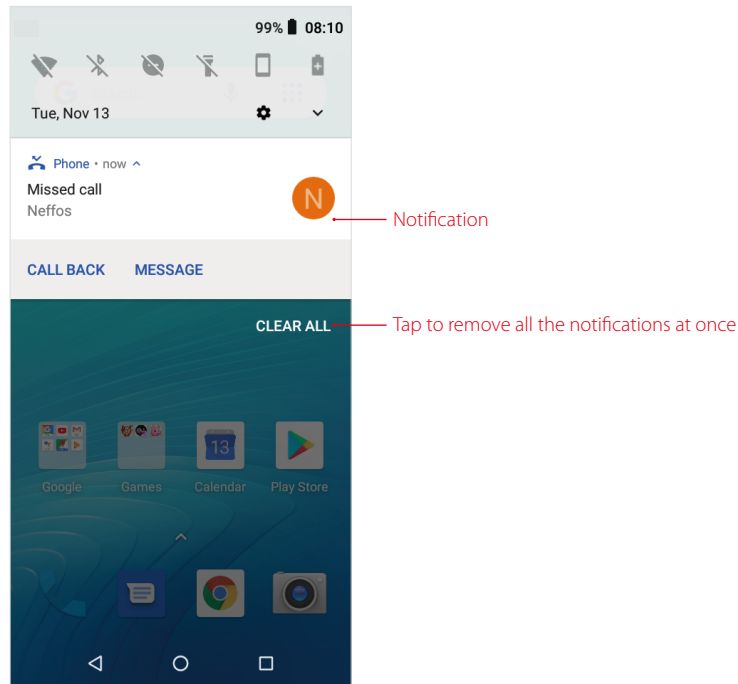 99% 08:10
Tue, Nov 13
Phone • now
Missed call
Neffos
N
Notification
CALL BACK MESSAGE
CLEAR ALL
Tap to remove all the notifications at once
13
Google Games Calendar Play Store